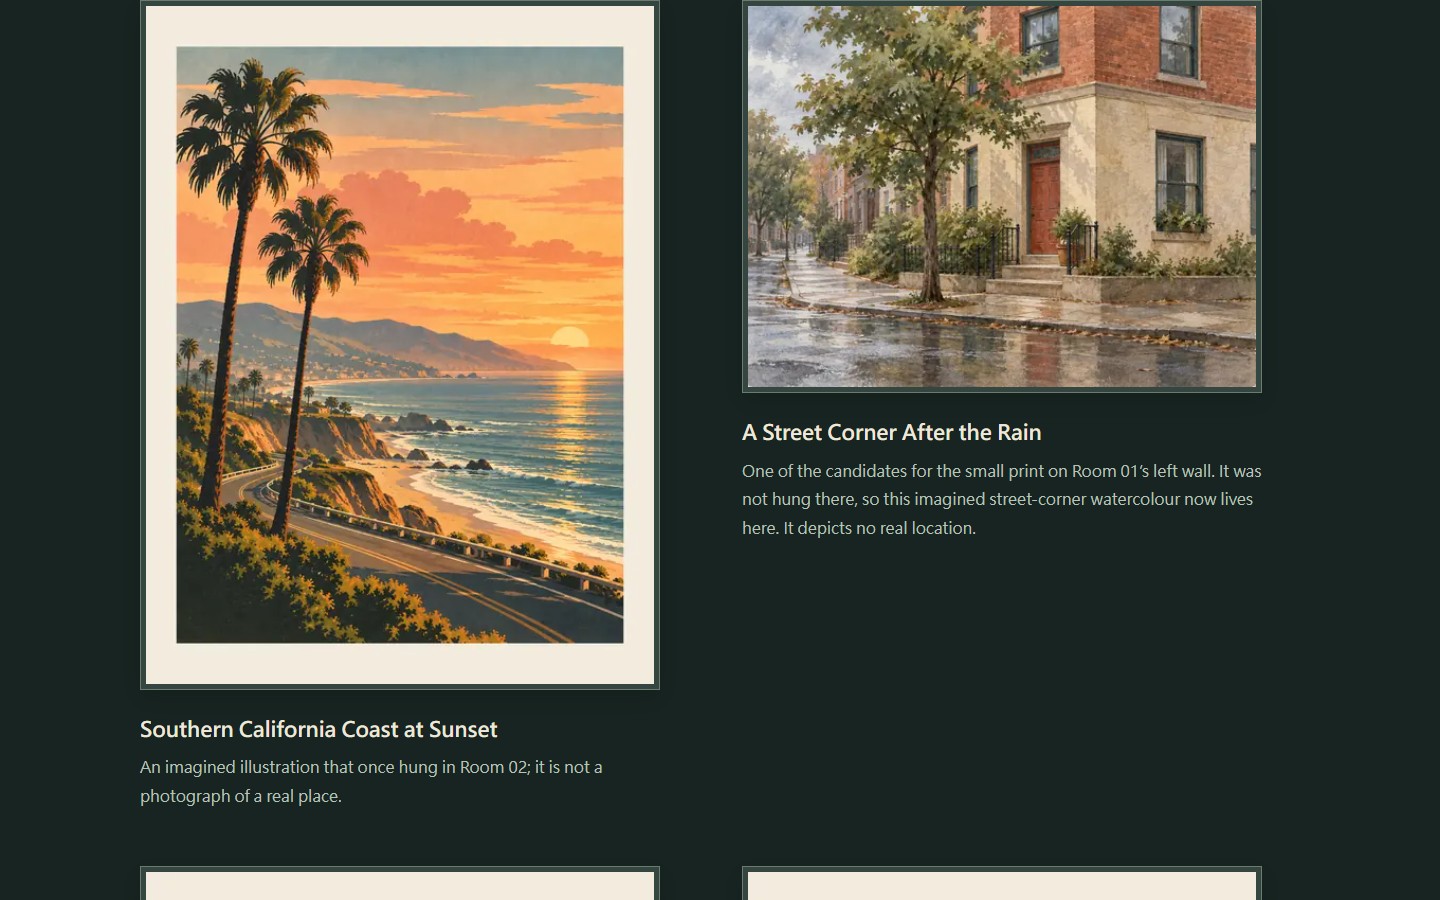 Southern California Coast at Sunset
An imagined illustration that once hung in Room 02; it is not a
photograph of a real place.
A Street Corner After the Rain
One of the candidates for the small print on Room 01’s left wall. It was
not hung there, so this imagined street-corner watercolour now lives
here. It depicts no real location.